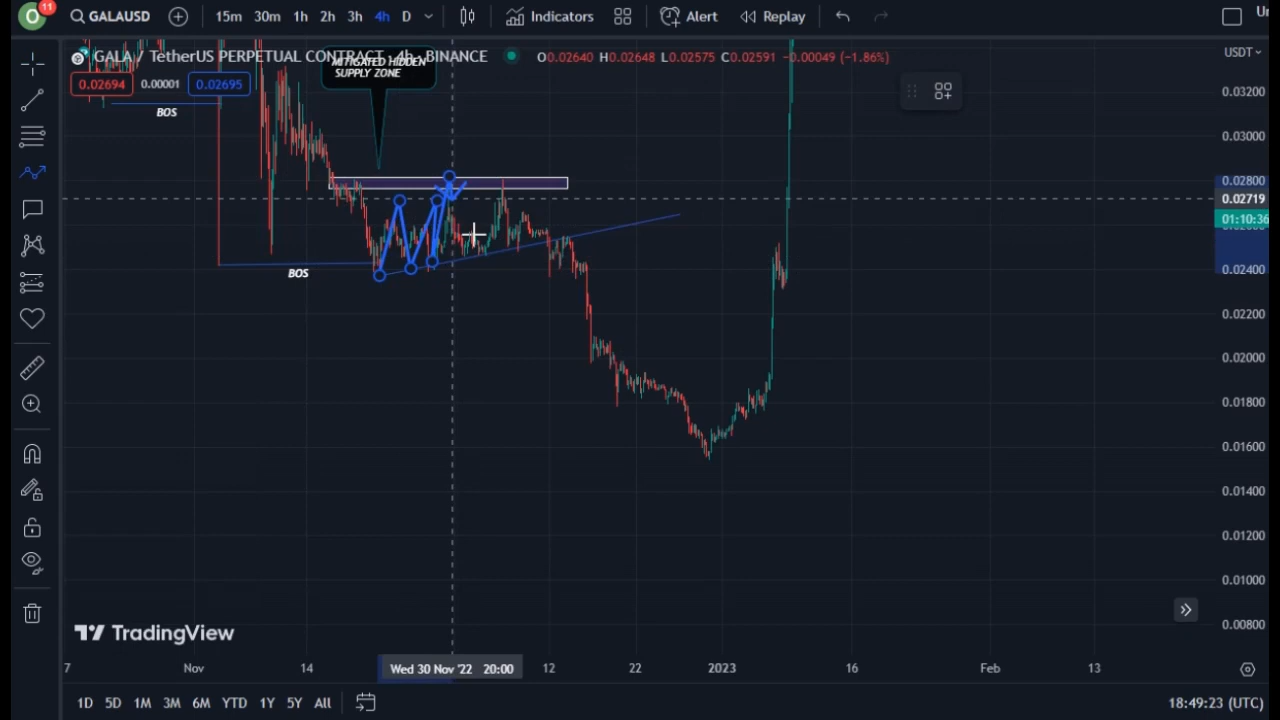 O 11 GALAUSD 15m 30m 1h 2h 3h 4h D Indicators Alert Replay
GALA / TetherUS PERPETUAL CONTRACT · 4h · BINANCE O0.02640 H0.02648 L0.02575 C0.02591 −0.00049 (−1.86%) USDT
MITIGATED HIDDEN
SUPPLY ZONE
0.02694 0.00001 0.02695
BOS
BOS
0.03200
0.03000
0.02800
0.02719
01:10:36
0.02400
0.02200
0.02000
0.01800
0.01600
0.01400
0.01200
0.01000
0.00800
TradingView
7 Nov 14 Wed 30 Nov '22 20:00 12 22 2023 16 Feb 13
1D 5D 1M 3M 6M YTD 1Y 5Y All 18:49:23 (UTC)